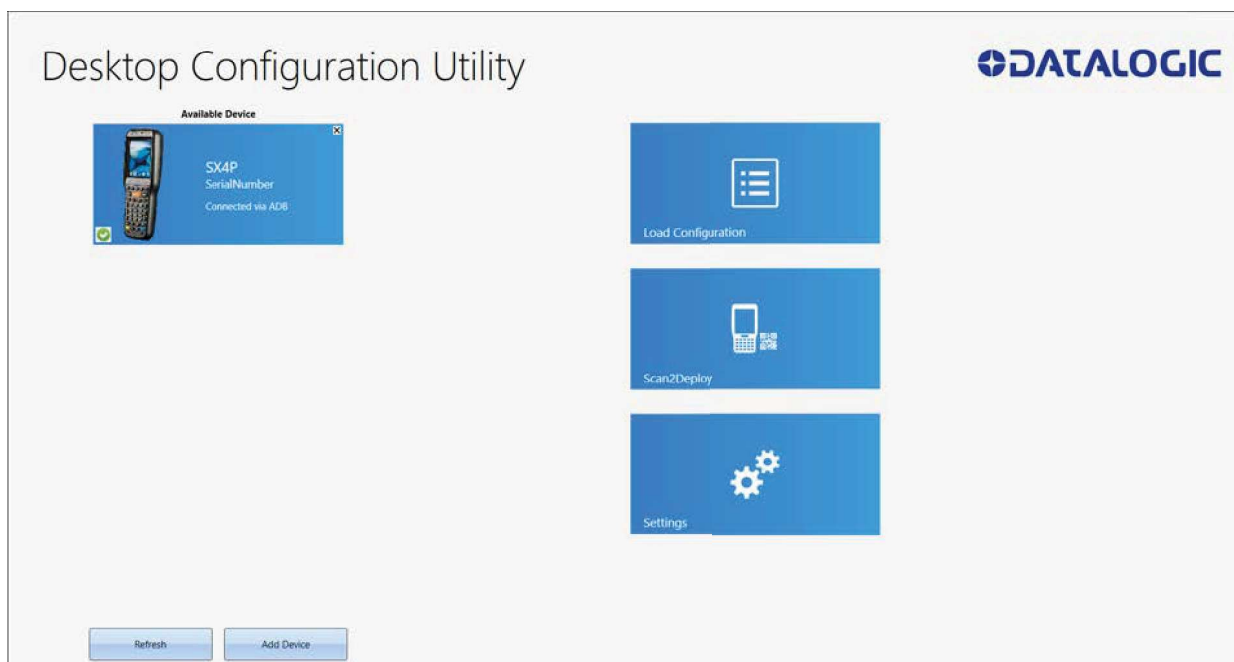 Desktop Configuration Utility
DATALOGIC
Available Device
SX4P
SerialNumber
Connected via ADB
Load Configuration
Scan2Deploy
Settings
Refresh
Add Device